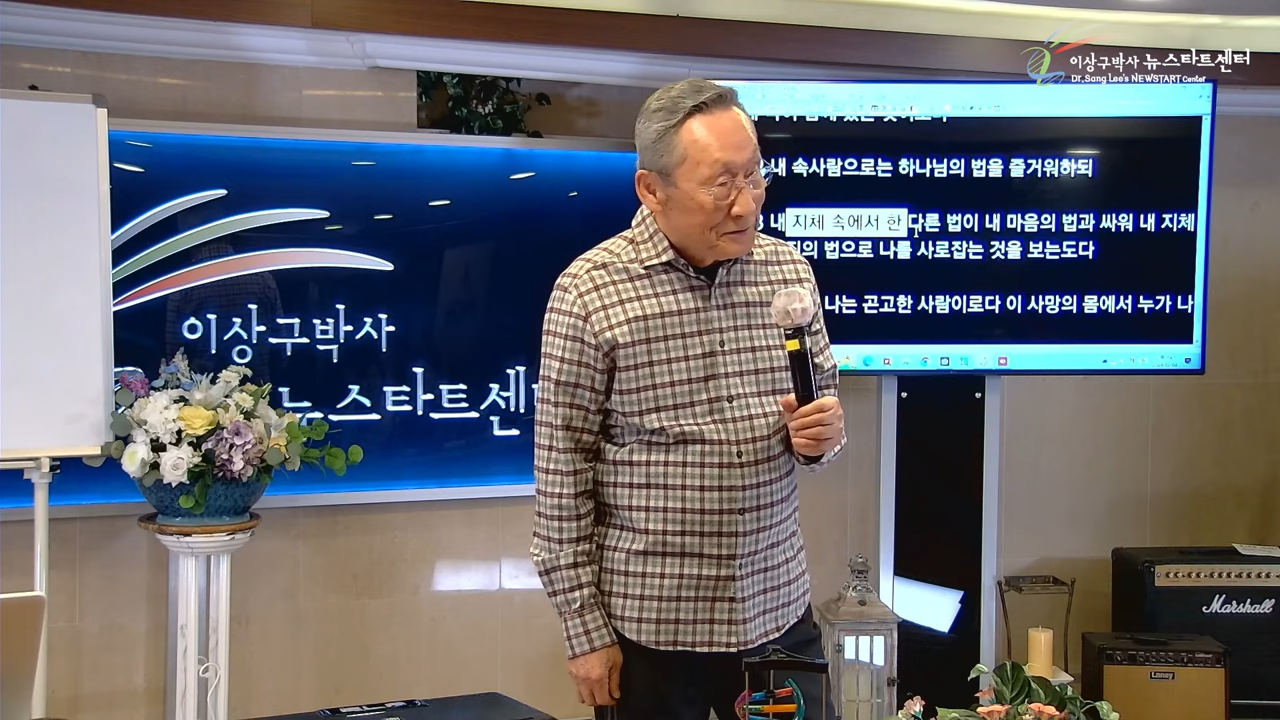 이상구박사 뉴스타트센터
Dr. Sang Lee's NEWSTART Center
내 속사람으로는 하나님의 법을 즐거워하되
내 지체 속에서 한 다른 법이 내 마음의 법과 싸워 내 지체
법으로 나를 사로잡는 것을 보는도다
나는 곤고한 사람이로다 이 사망의 몸에서 누가 나
이상구박사
뉴스타트센
Marshall
Laney